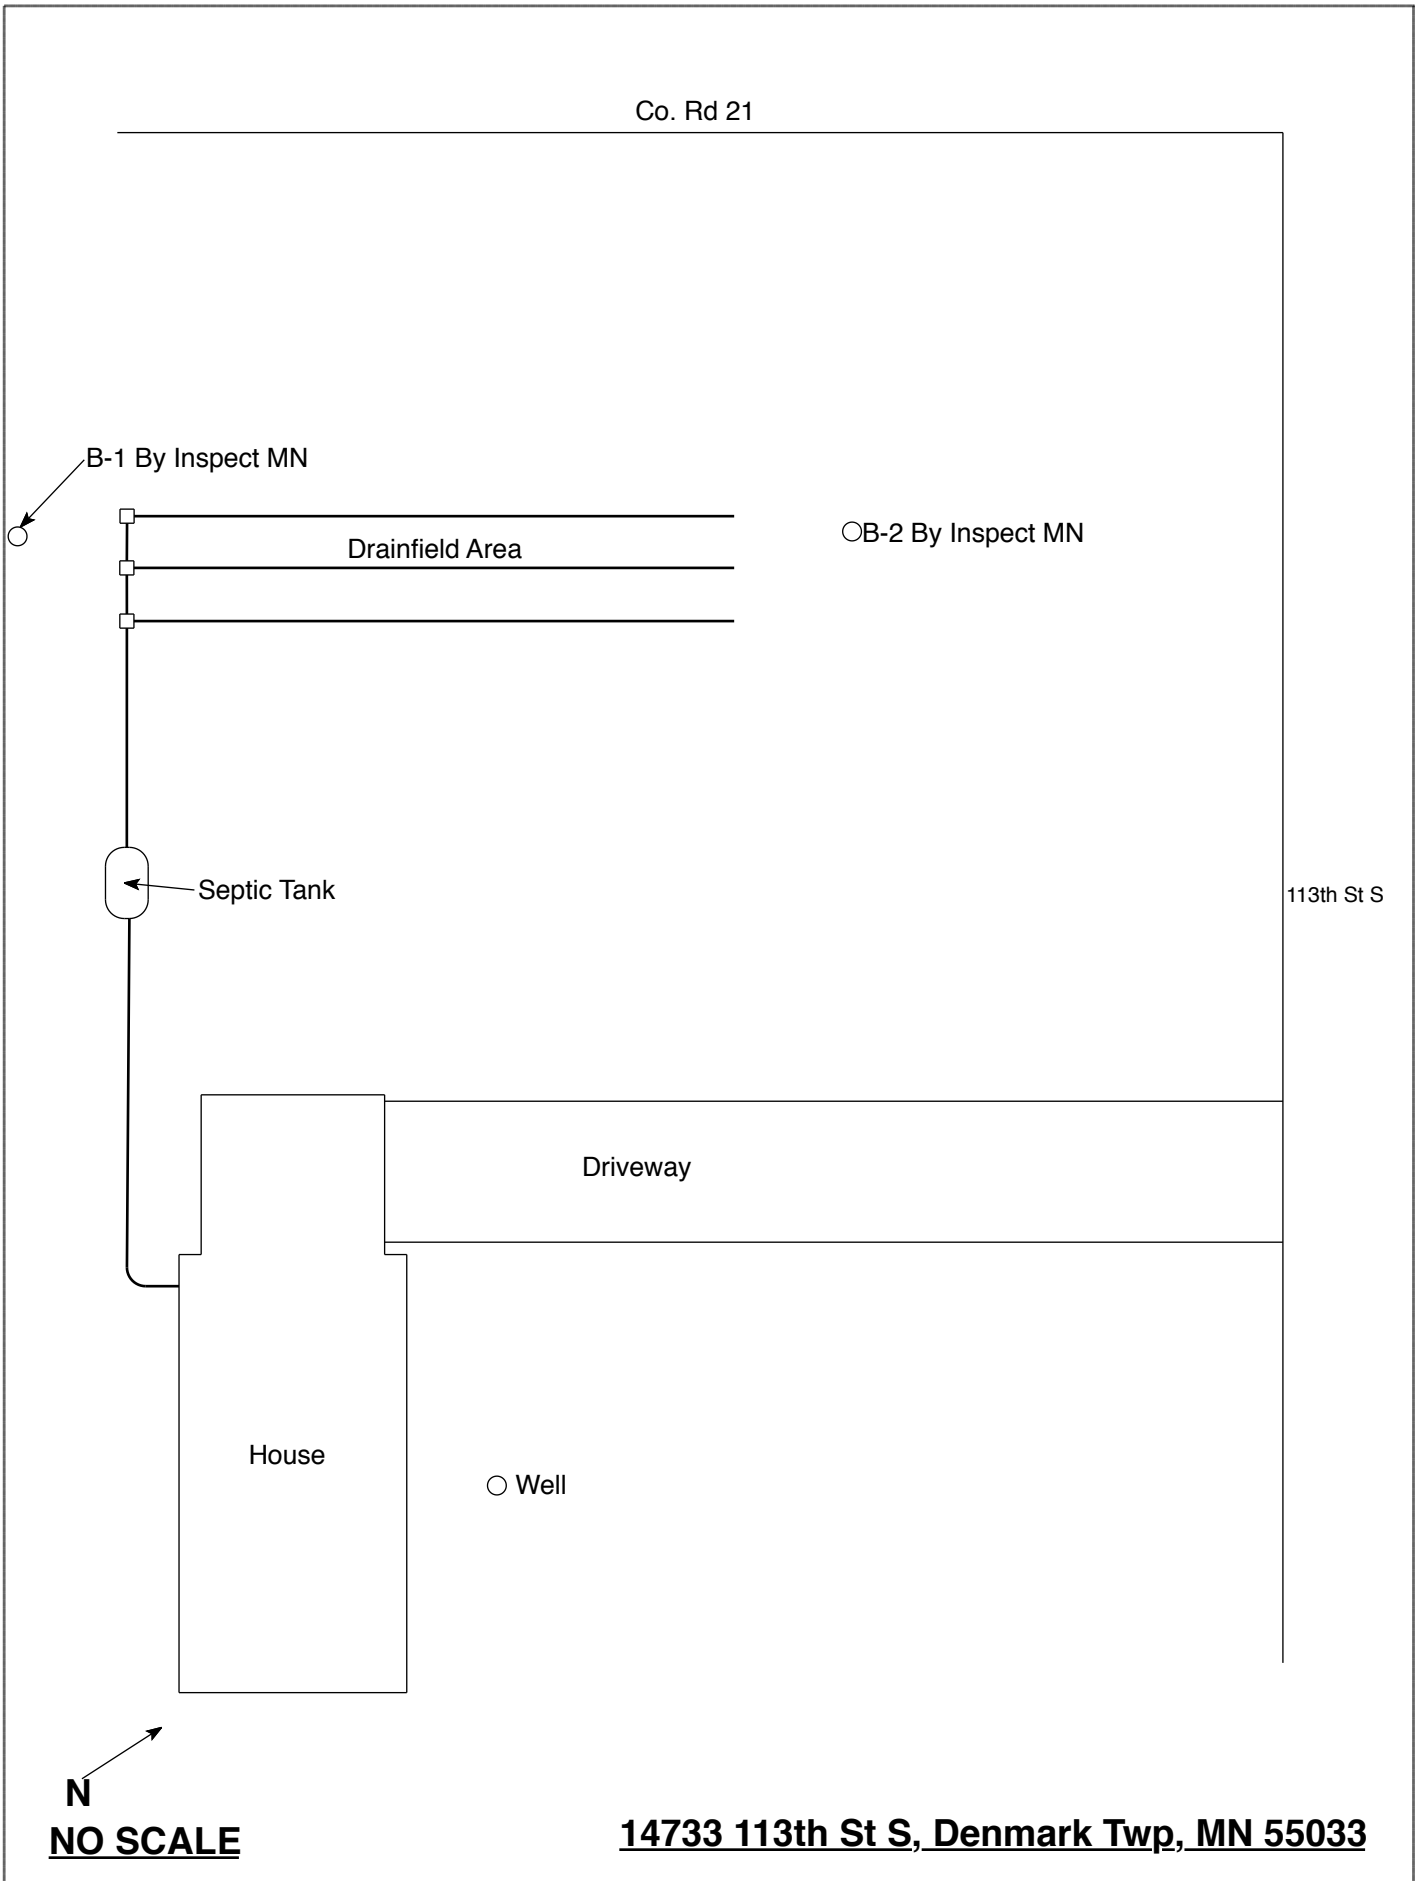 Co. Rd 21
B-1 By Inspect MN
B-2 By Inspect MN
Drainfield Area
Septic Tank
113th St S
Driveway
House
Well
N
NO SCALE
14733 113th St S, Denmark Twp, MN 55033